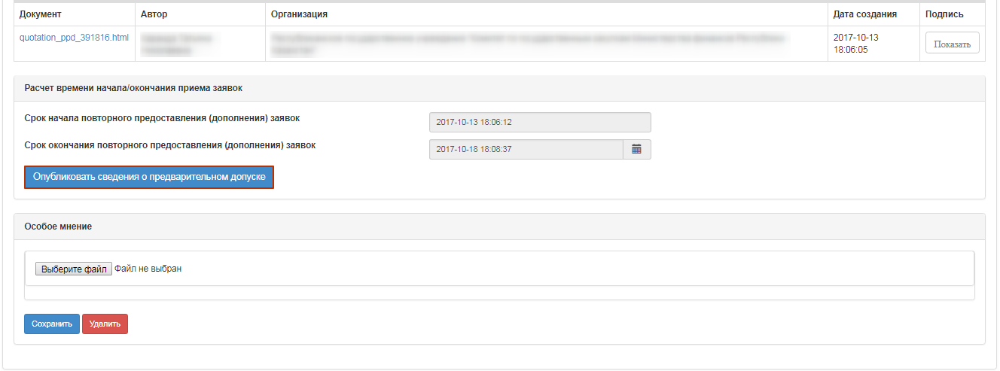 Документ Автор Организация Дата создания Подпись
quotation_ppd_391816.html 2017-10-13 Показать
18:06:05
Расчет времени начала/окончания приема заявок
Срок начала повторного предоставления (дополнения) заявок 2017-10-13 18:06:12
Срок окончания повторного предоставления (дополнения) заявок 2017-10-18 18:08:37
Опубликовать сведения о предварительном допуске
Особое мнение
Выберите файл Файл не выбран
Сохранить Удалить